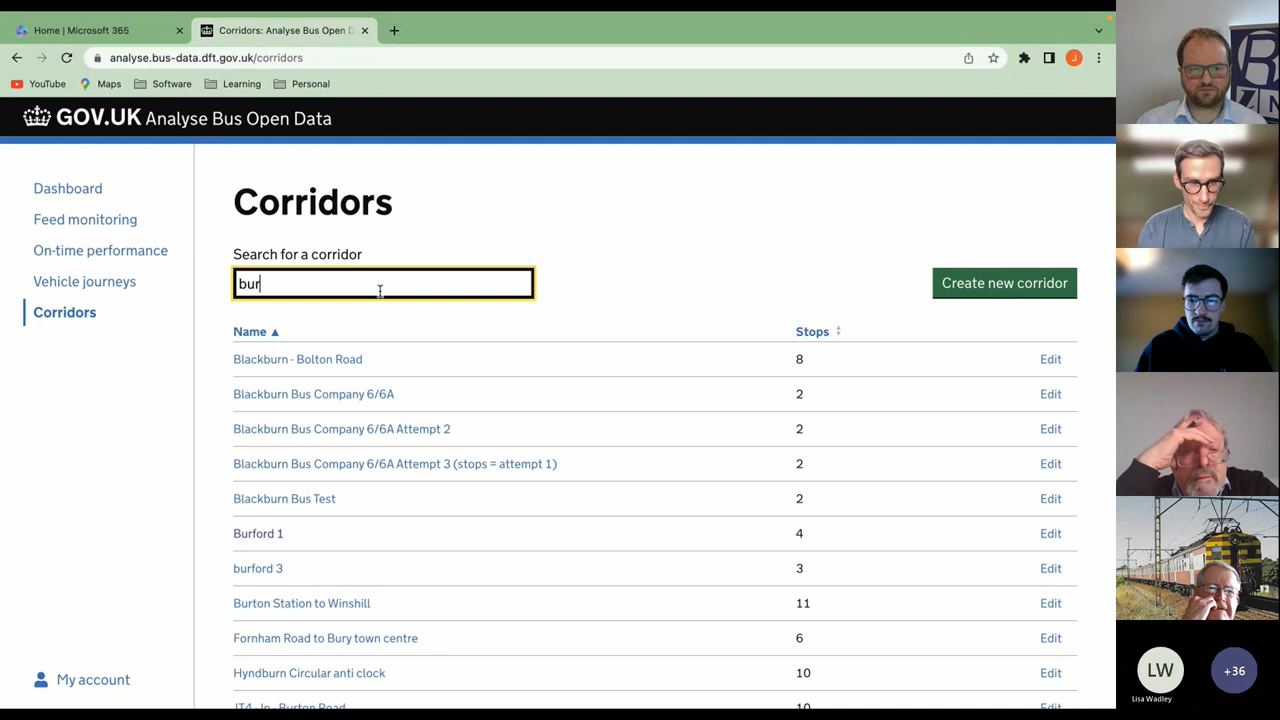 Home | Microsoft 365
Corridors: Analyse Bus Open D
analyse.bus-data.dft.gov.uk/corridors
J
YouTube
Maps
Software
Learning
Personal
GOV.UK Analyse Bus Open Data
Dashboard
Feed monitoring
On-time performance
Vehicle journeys
Corridors
My account
Corridors
Search for a corridor
bur
Create new corridor
Name ▲ Stops
Blackburn - Bolton Road 8 Edit
Blackburn Bus Company 6/6A 2 Edit
Blackburn Bus Company 6/6A Attempt 2 2 Edit
Blackburn Bus Company 6/6A Attempt 3 (stops = attempt 1) 2 Edit
Blackburn Bus Test 2 Edit
Burford 1 4 Edit
burford 3 3 Edit
Burton Station to Winshill 11 Edit
Fornham Road to Bury town centre 6 Edit
Hyndburn Circular anti clock 10 Edit
JT4 - In - Burton Road 10 Edit
LW
Lisa Wadley
+36